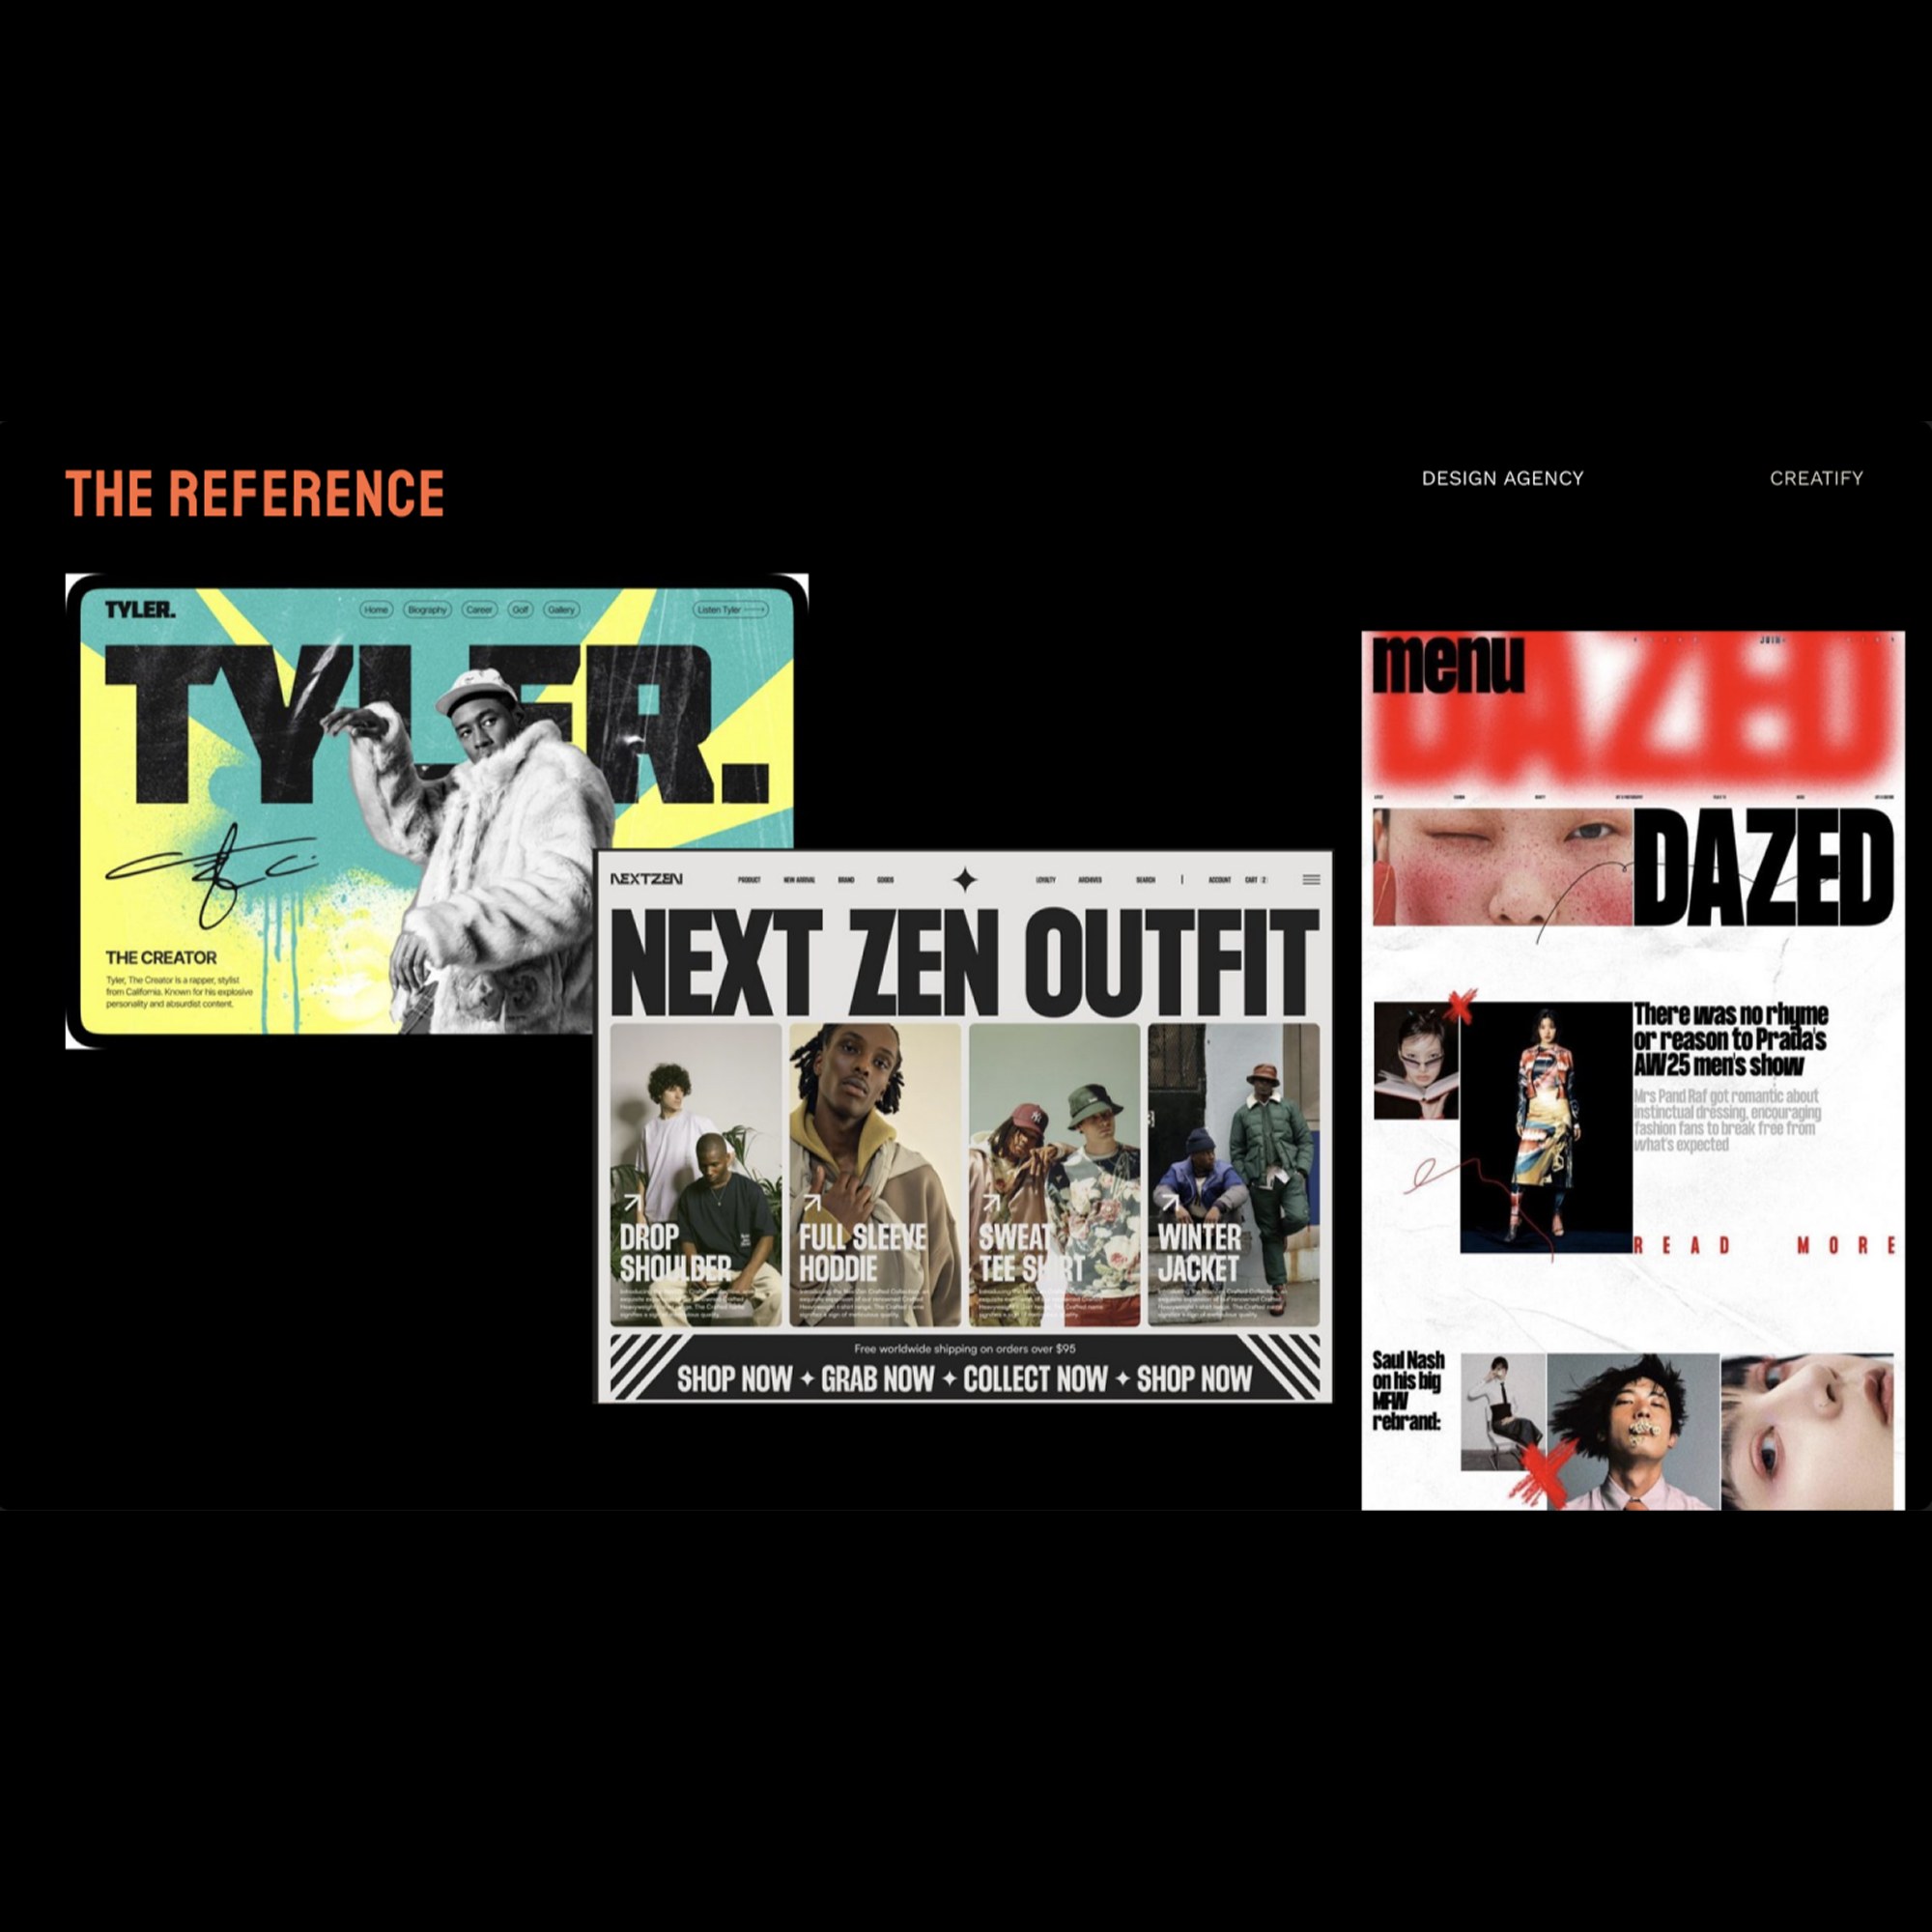 THE REFERENCE
DESIGN AGENCY
CREATIFY
TYLER.
Home
Biography
Career
Golf
Gallery
Listen Tyler
TYLER.
THE CREATOR
Tyler, The Creator is a rapper, stylist
from California. Known for his explosive
personality and absurdist content.
NEXTZEN
PRODUCT
NEW ARRIVAL
BRAND
GOODS
LOYALTY
ARCHIVES
SEARCH
ACCOUNT
CART (2)
NEXT ZEN OUTFIT
DROP
SHOULDER
FULL SLEEVE
HODDIE
SWEAT
TEE SHIRT
WINTER
JACKET
Free worldwide shipping on orders over $95
SHOP NOW ✦ GRAB NOW ✦ COLLECT NOW ✦ SHOP NOW
menu
JOIN
DAZED
DAZED
There was no rhyme
or reason to Prada's
AW25 men's show
Mrs Pand Raf got romantic about
instinctual dressing, encouraging
fashion fans to break free from
what's expected
READ MORE
Saul Nash
on his big
MFW
rebrand: